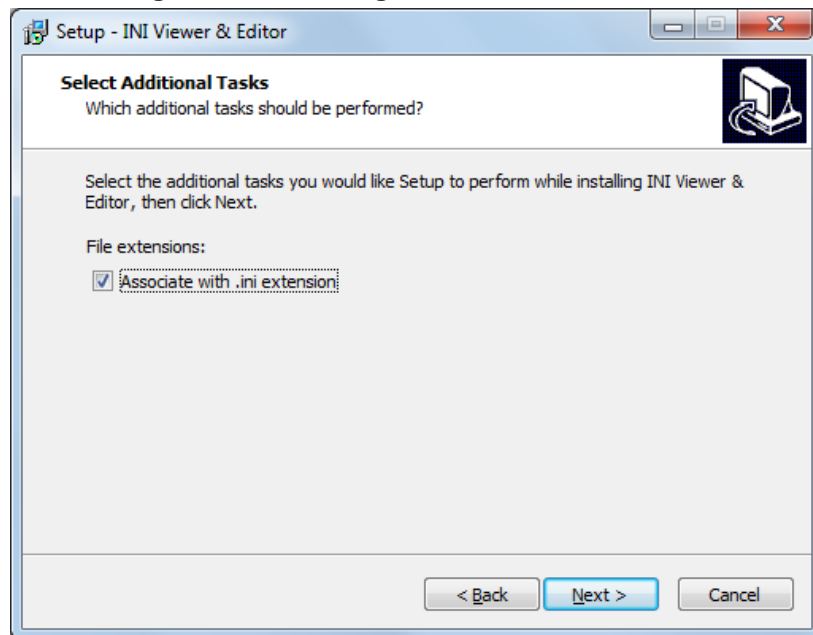 Setup - INI Viewer & Editor
Select Additional Tasks
Which additional tasks should be performed?
Select the additional tasks you would like Setup to perform while installing INI Viewer &
Editor, then click Next.
File extensions:
Associate with .ini extension
< Back Next > Cancel